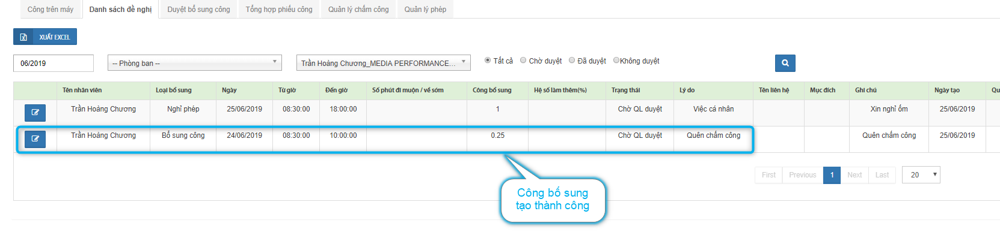 Công trên máy Danh sách đề nghị Duyệt bổ sung công Tổng hợp phiếu công Quản lý chấm công Quản lý phép
XUẤT EXCEL
06/2019 -- Phòng ban -- Trần Hoàng Chương_MEDIA PERFORMANCE... Tất cả Chờ duyệt Đã duyệt Không duyệt
Tên nhân viên Loại bổ sung Ngày Từ giờ Đến giờ Số phút đi muộn / về sớm Công bổ sung Hệ số làm thêm(%) Trạng thái Lý do Tên liên hệ Mục đích Ghi chú Ngày tạo Qu
Trần Hoàng Chương Nghỉ phép 25/06/2019 08:30:00 18:00:00 1 Chờ QL duyệt Việc cá nhân Xin nghỉ ốm 25/06/2019
Trần Hoàng Chương Bổ sung công 24/06/2019 08:30:00 10:00:00 0.25 Chờ QL duyệt Quên chấm công Quên chấm công 25/06/2019
First Previous 1 Next Last 20
Công bổ sung
tạo thành công